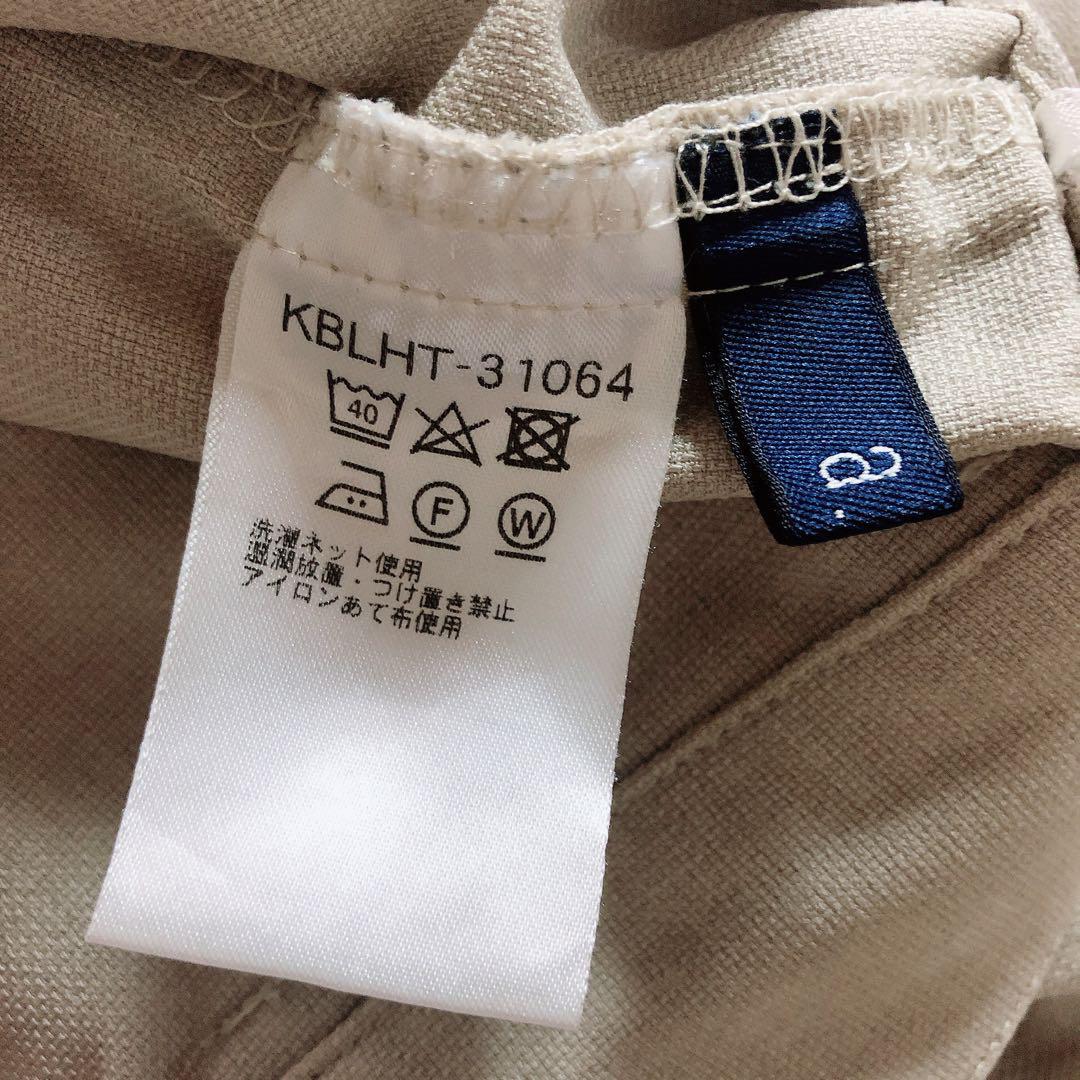 KBLHT-31064
40
F W
洗濯ネット使用
湿潤放置・つけ置き禁止
アイロンあて布使用